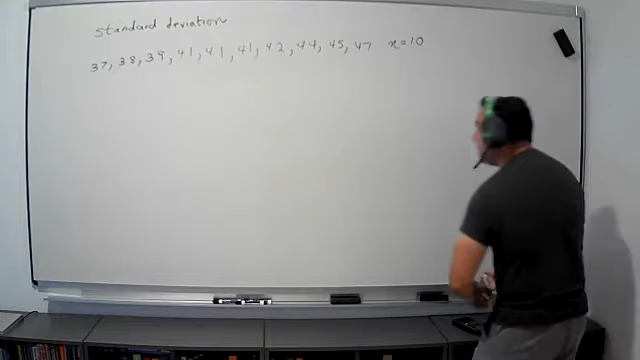 standard deviation
37, 38, 39, 41, 41, 41, 42, 44, 45, 47 n=10